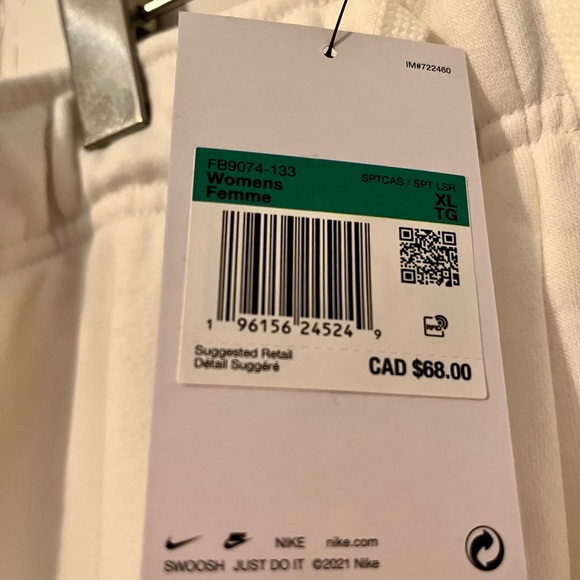 IM#722460
FB9074-133
SPTCAS / SPT LSR
Womens XL
Femme TG
1 96156 24524 9
RFID
Suggested Retail
Détail Suggéré
CAD $68.00
NIKE nike.com
SWOOSH JUST DO IT ©2021 Nike